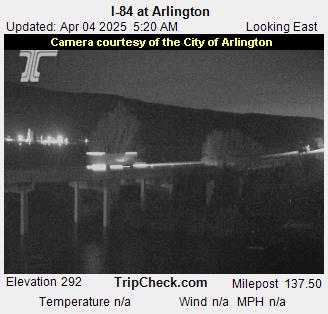 I-84 at Arlington
Updated: Apr 04 2025 5:20 AM Looking East
Camera courtesy of the City of Arlington
Elevation 292 TripCheck.com Milepost 137.50
Temperature n/a Wind n/a MPH n/a